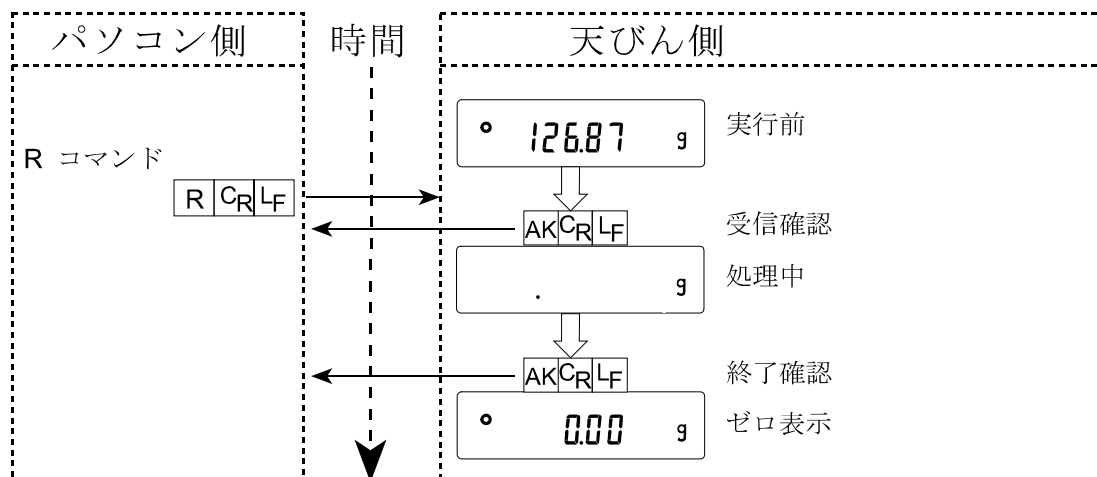 パソコン側 時間 天びん側
126.87 g 実行前
R コマンド
R CR LF
AK CR LF 受信確認
. g 処理中
AK CR LF 終了確認
0.00 g ゼロ表示